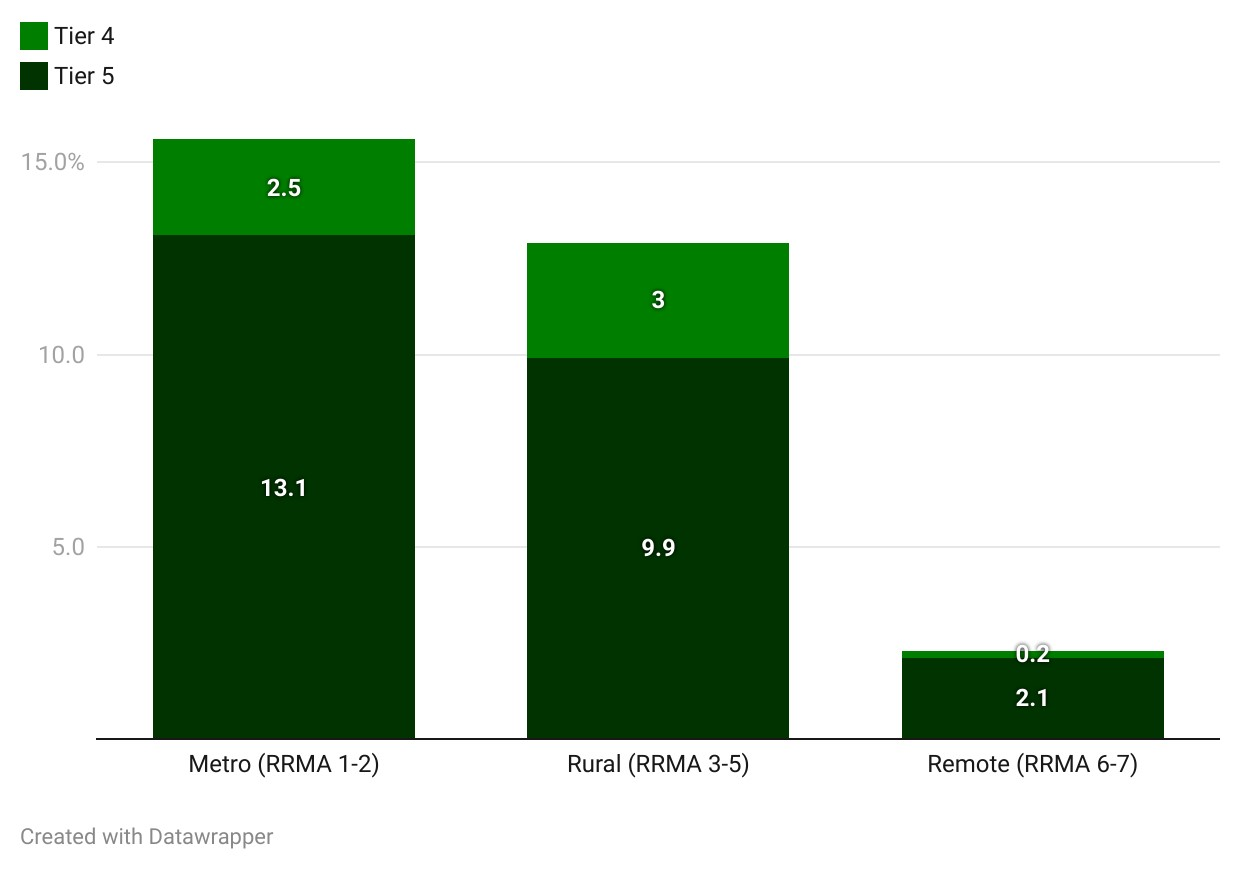 Tier 4
Tier 5
15.0%
2.5
3
10.0
13.1
9.9
5.0
0.2
2.1
Metro (RRMA 1-2) Rural (RRMA 3-5) Remote (RRMA 6-7)
Created with Datawrapper